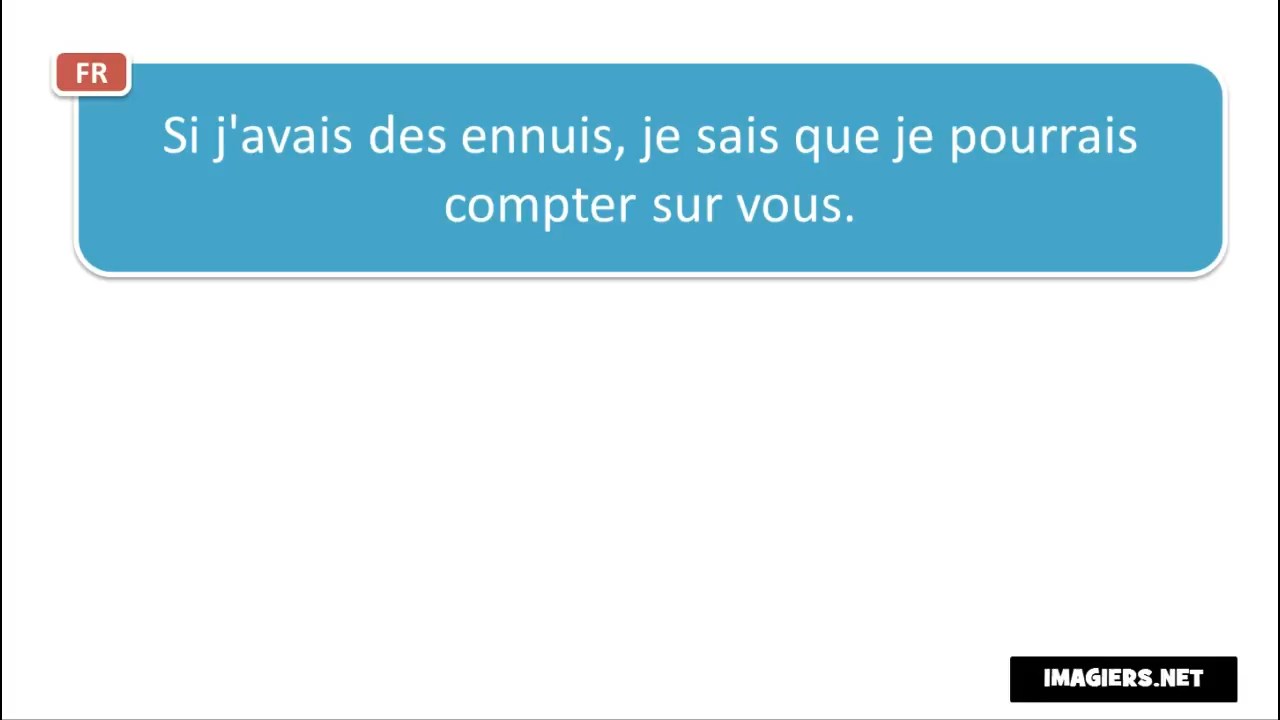 FR
Si j'avais des ennuis, je sais que je pourrais
compter sur vous.
IMAGIERS.NET